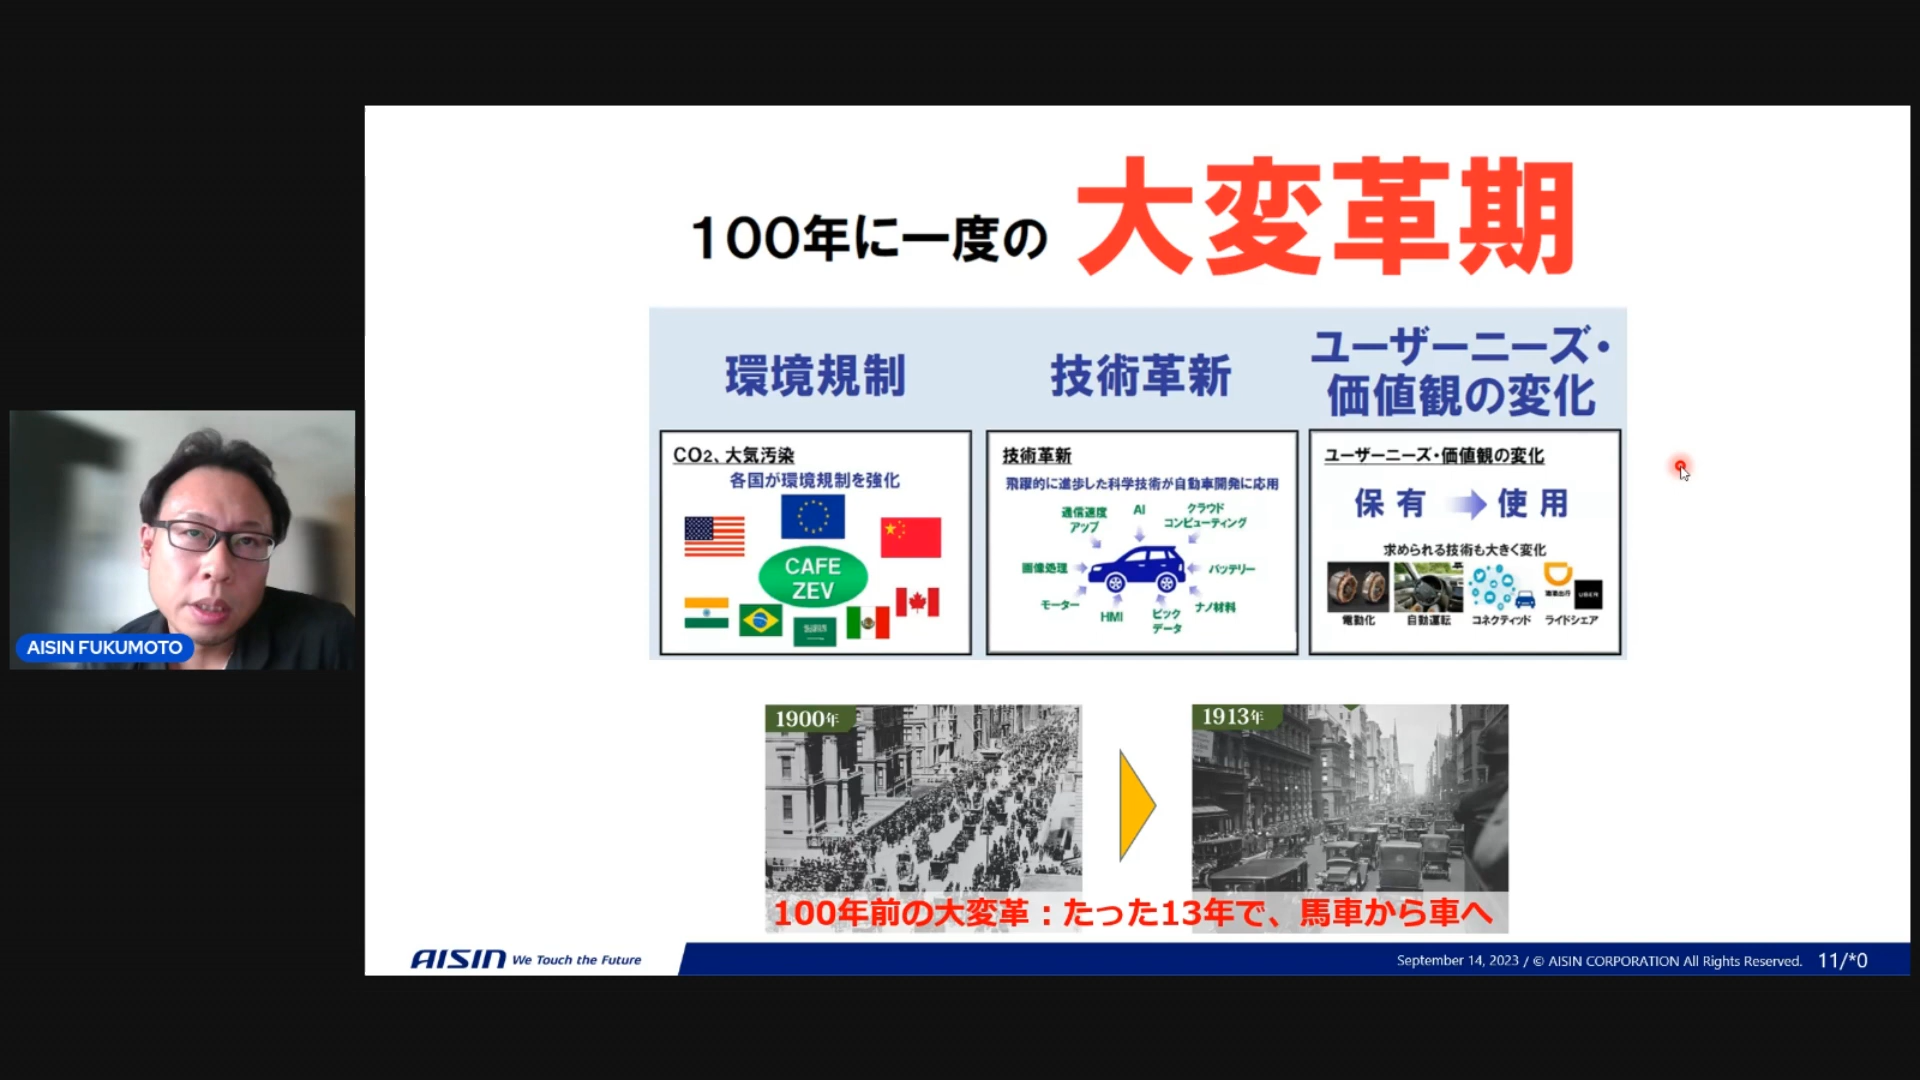 100年に一度の 大変革期
環境規制
技術革新
ユーザーニーズ・
価値観の変化
CO2、大気汚染
各国が環境規制を強化
CAFE
ZEV
技術革新
飛躍的に進歩した科学技術が自動車開発に応用
通信速度
アップ
AI
クラウド
コンピューティング
画像処理
バッテリー
モーター
HMI
ビック
データ
ナノ材料
ユーザーニーズ・価値観の変化
保有 使用
求められる技術も大きく変化
UBER
電動化
自動運転
コネクティッド
ライドシェア
1900年
1913年
100年前の大変革：たった13年で、馬車から車へ
AISIN FUKUMOTO
AISIN We Touch the Future
September 14, 2023 / © AISIN CORPORATION All Rights Reserved. 11/*0